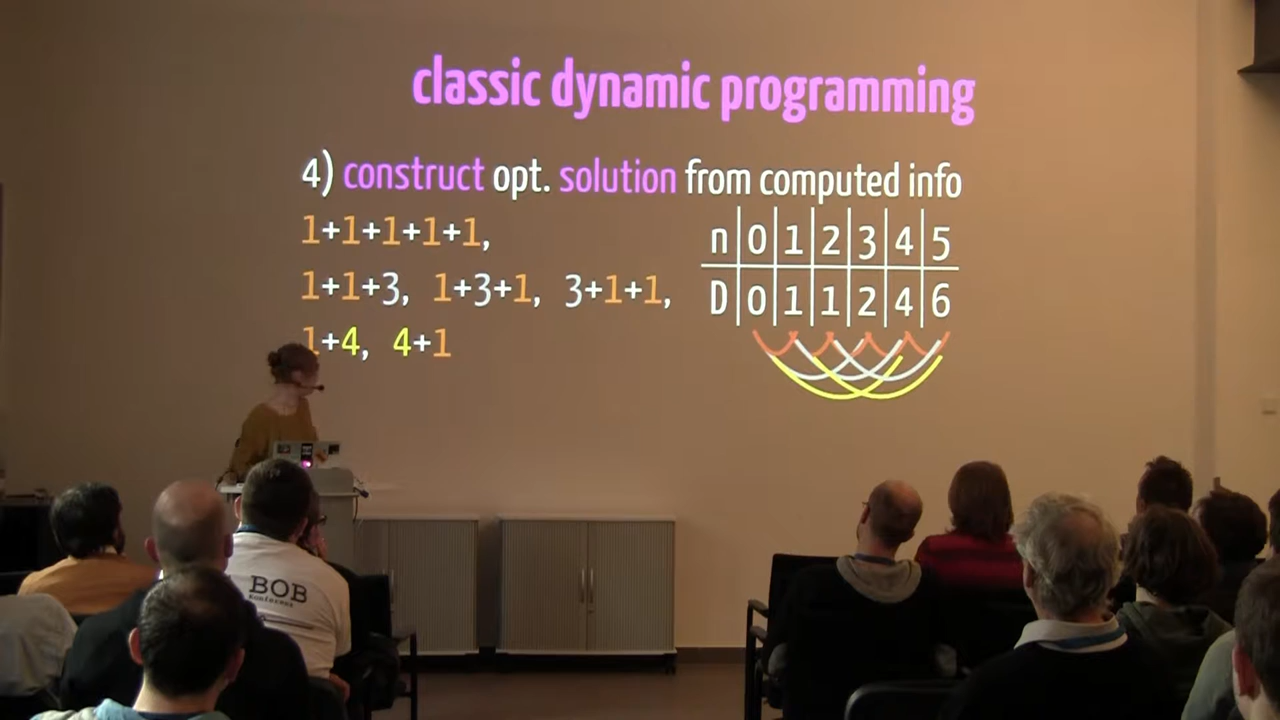 classic dynamic programming
4) construct opt. solution from computed info
1+1+1+1+1,
1+1+3, 1+3+1, 3+1+1,
1+4, 4+1
n 0 1 2 3 4 5
D 0 1 1 2 4 6
BOB
Konferenz